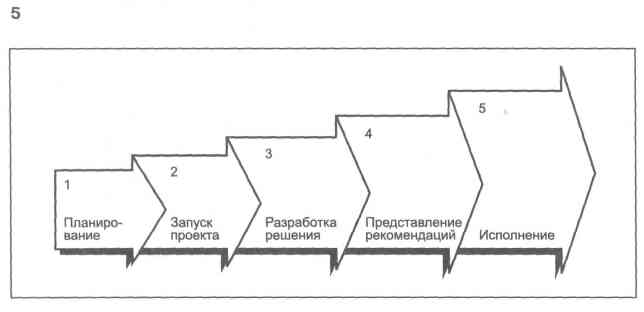 5
1
Планиро-
вание
2
Запуск
проекта
3
Разработка
решения
4
Представление
рекомендаций
5
Исполнение